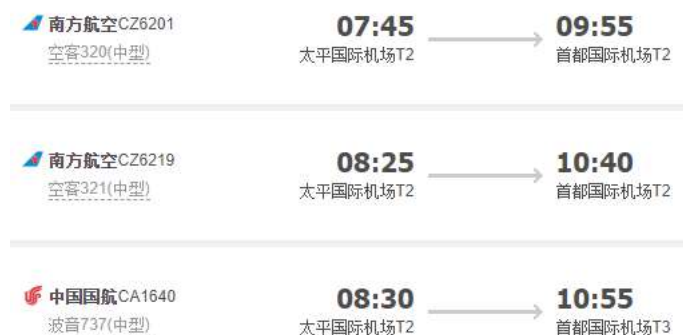 南方航空CZ6201 07:45 09:55
空客320(中型) 太平国际机场T2 首都国际机场T2
南方航空CZ6219 08:25 10:40
空客321(中型) 太平国际机场T2 首都国际机场T2
中国国航CA1640 08:30 10:55
波音737(中型) 太平国际机场T2 首都国际机场T3